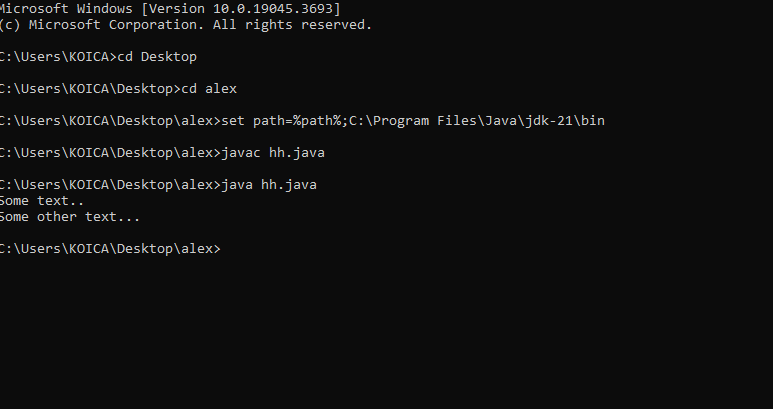 Microsoft Windows [Version 10.0.19045.3693]
(c) Microsoft Corporation. All rights reserved.
C:\Users\KOICA>cd Desktop
C:\Users\KOICA\Desktop>cd alex
C:\Users\KOICA\Desktop\alex>set path=%path%;C:\Program Files\Java\jdk-21\bin
C:\Users\KOICA\Desktop\alex>javac hh.java
C:\Users\KOICA\Desktop\alex>java hh.java
Some text..
Some other text...
C:\Users\KOICA\Desktop\alex>